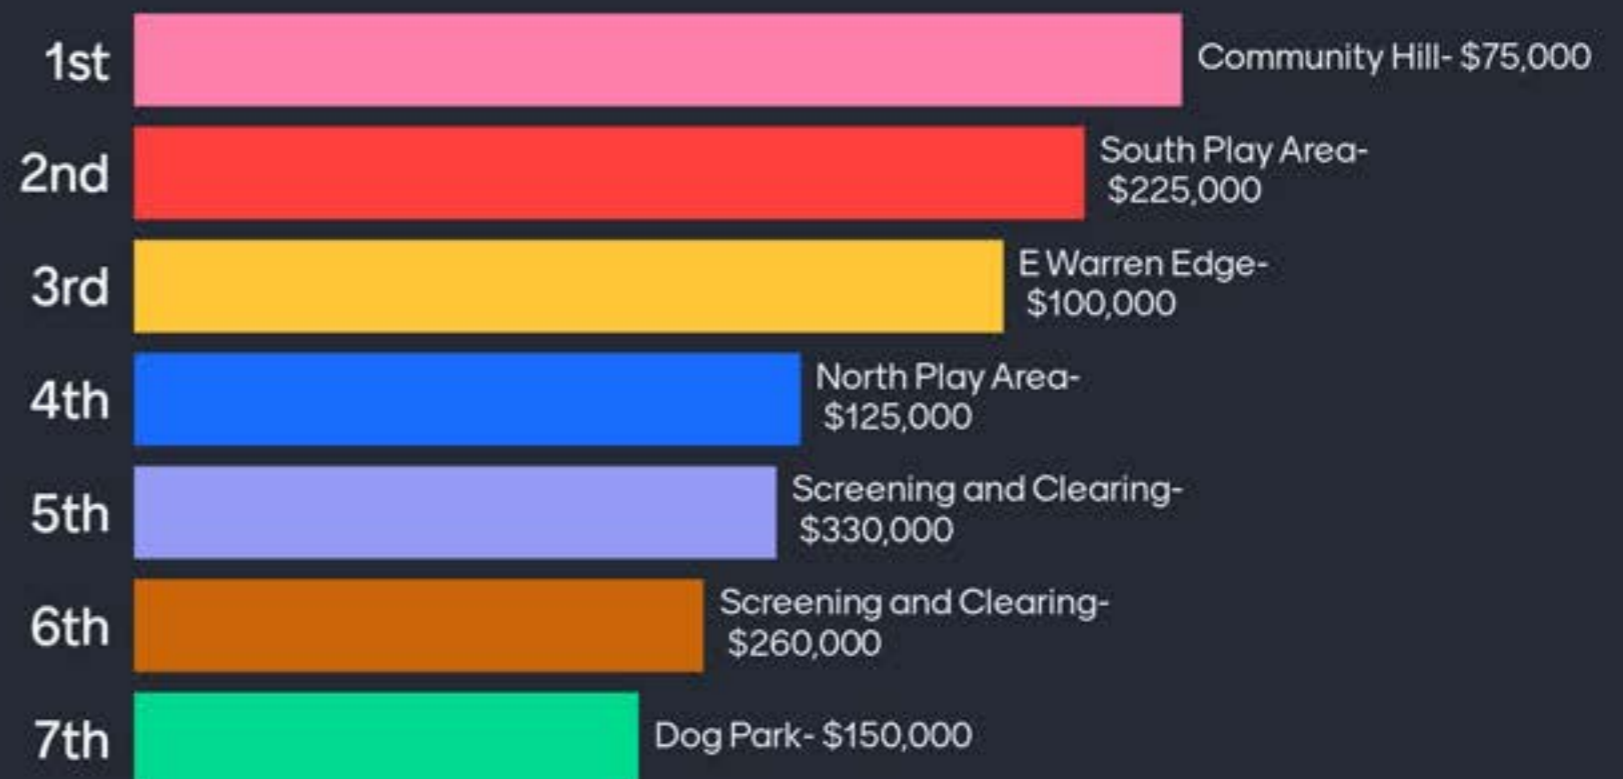 1st
Community Hill- $75,000
2nd
South Play Area-
$225,000
3rd
E Warren Edge-
$100,000
4th
North Play Area-
$125,000
5th
Screening and Clearing-
$330,000
6th
Screening and Clearing-
$260,000
7th
Dog Park- $150,000